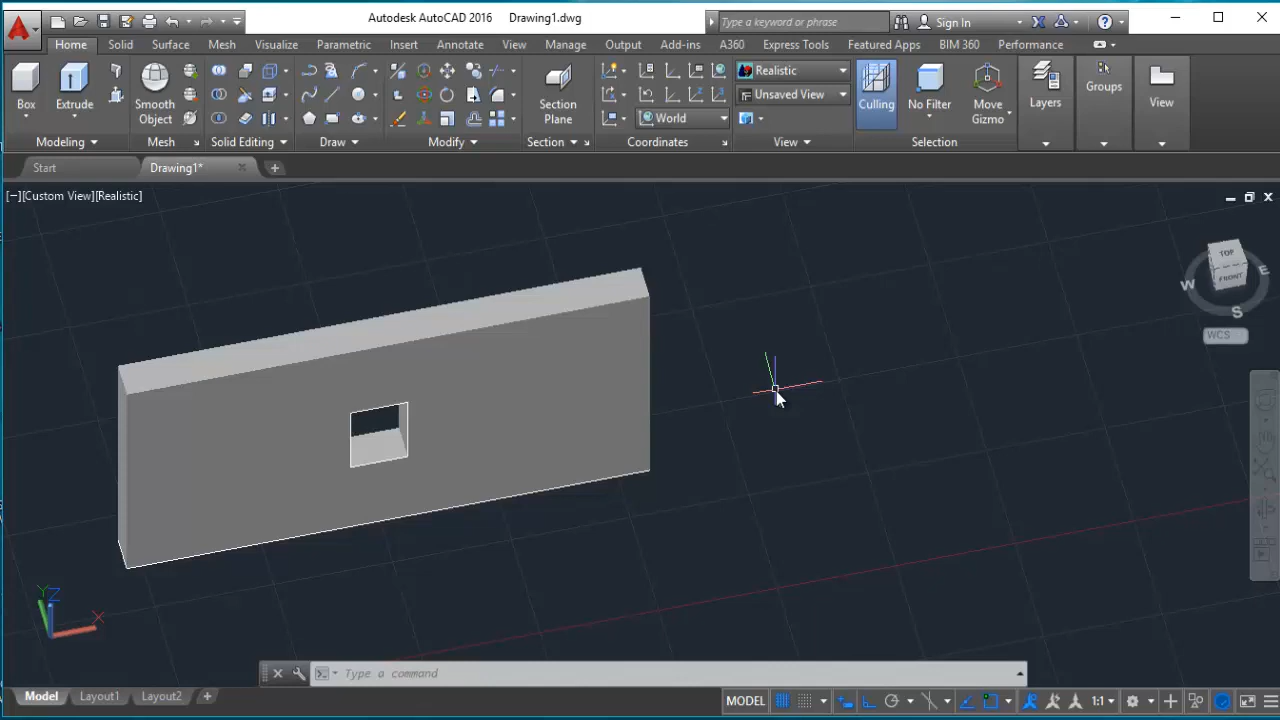 Autodesk AutoCAD 2016 Drawing1.dwg
Type a keyword or phrase
Sign In
Home Solid Surface Mesh Visualize Parametric Insert Annotate View Manage Output Add-ins A360 Express Tools Featured Apps BIM 360 Performance
Realistic
Unsaved View
World
Box
Extrude
Smooth
Object
Section
Plane
Culling
No Filter
Move
Gizmo
Layers
Groups
View
Modeling Mesh Solid Editing Draw Modify Section Coordinates View Selection
Start Drawing1*
[−][Custom View][Realistic]
TOP
FRONT
W
E
S
WCS
Y
Z
X
Type a command
Model Layout1 Layout2
MODEL
1:1